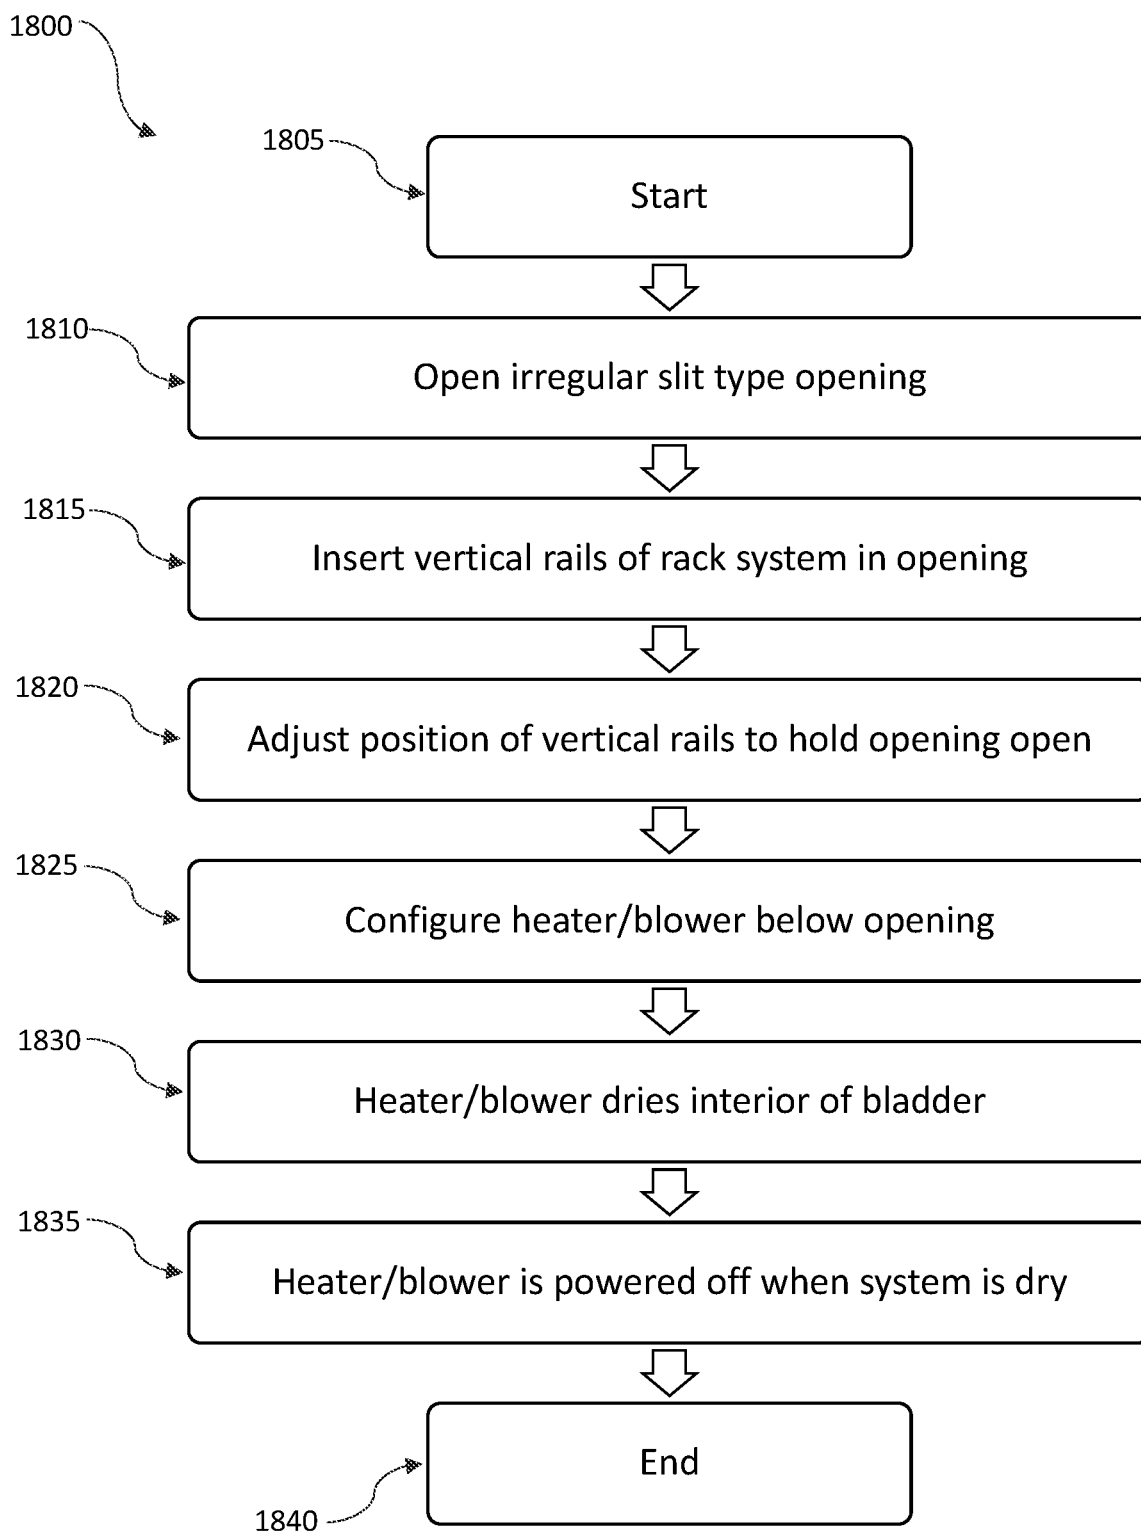 1800
1805
Start
1810
Open irregular slit type opening
1815
Insert vertical rails of rack system in opening
1820
Adjust position of vertical rails to hold opening open
1825
Configure heater/blower below opening
1830
Heater/blower dries interior of bladder
1835
Heater/blower is powered off when system is dry
End
1840